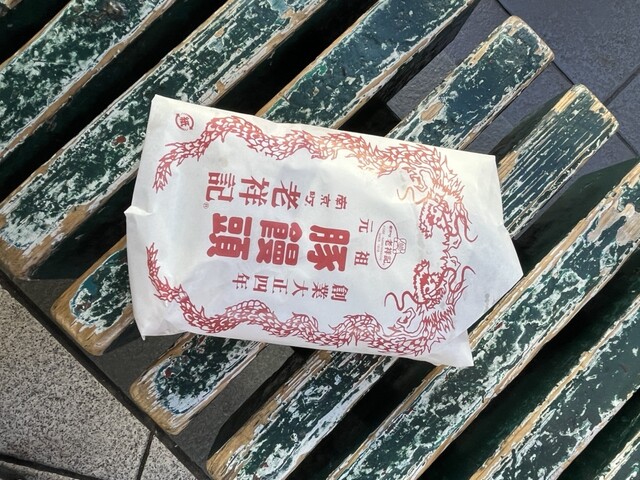 元祖
創業大正四年
豚饅頭
南京町 老祥記®